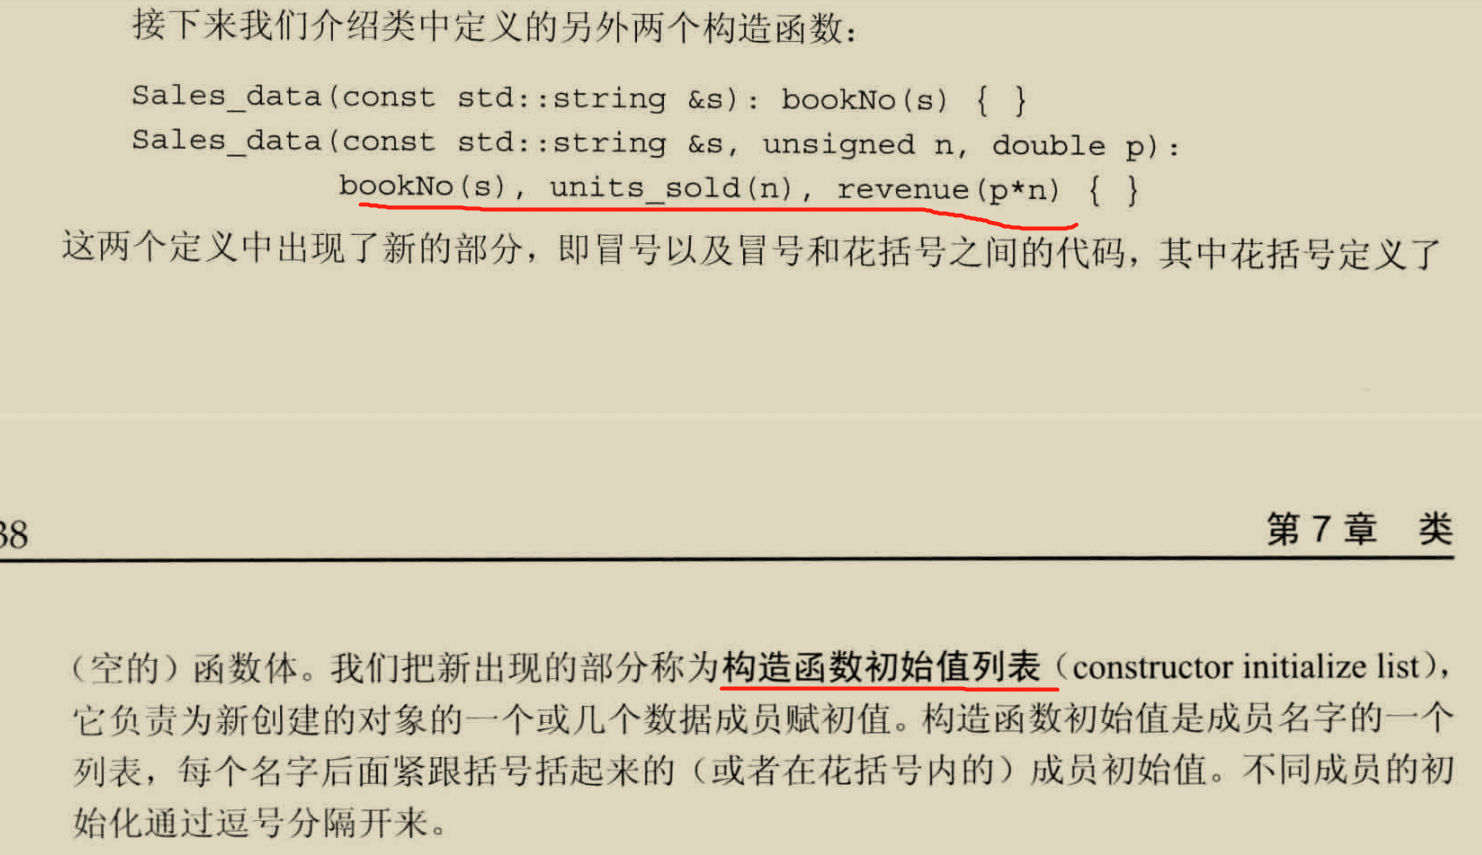 接下来我们介绍类中定义的另外两个构造函数：
Sales_data(const std::string &s): bookNo(s) { }
Sales_data(const std::string &s, unsigned n, double p):
bookNo(s), units_sold(n), revenue(p*n) { }
这两个定义中出现了新的部分，即冒号以及冒号和花括号之间的代码，其中花括号定义了
38
第 7 章 类
（空的）函数体。我们把新出现的部分称为构造函数初始值列表（constructor initialize list），
它负责为新创建的对象的一个或几个数据成员赋初值。构造函数初始值是成员名字的一个
列表，每个名字后面紧跟括号括起来的（或者在花括号内的）成员初始值。不同成员的初
始化通过逗号分隔开来。